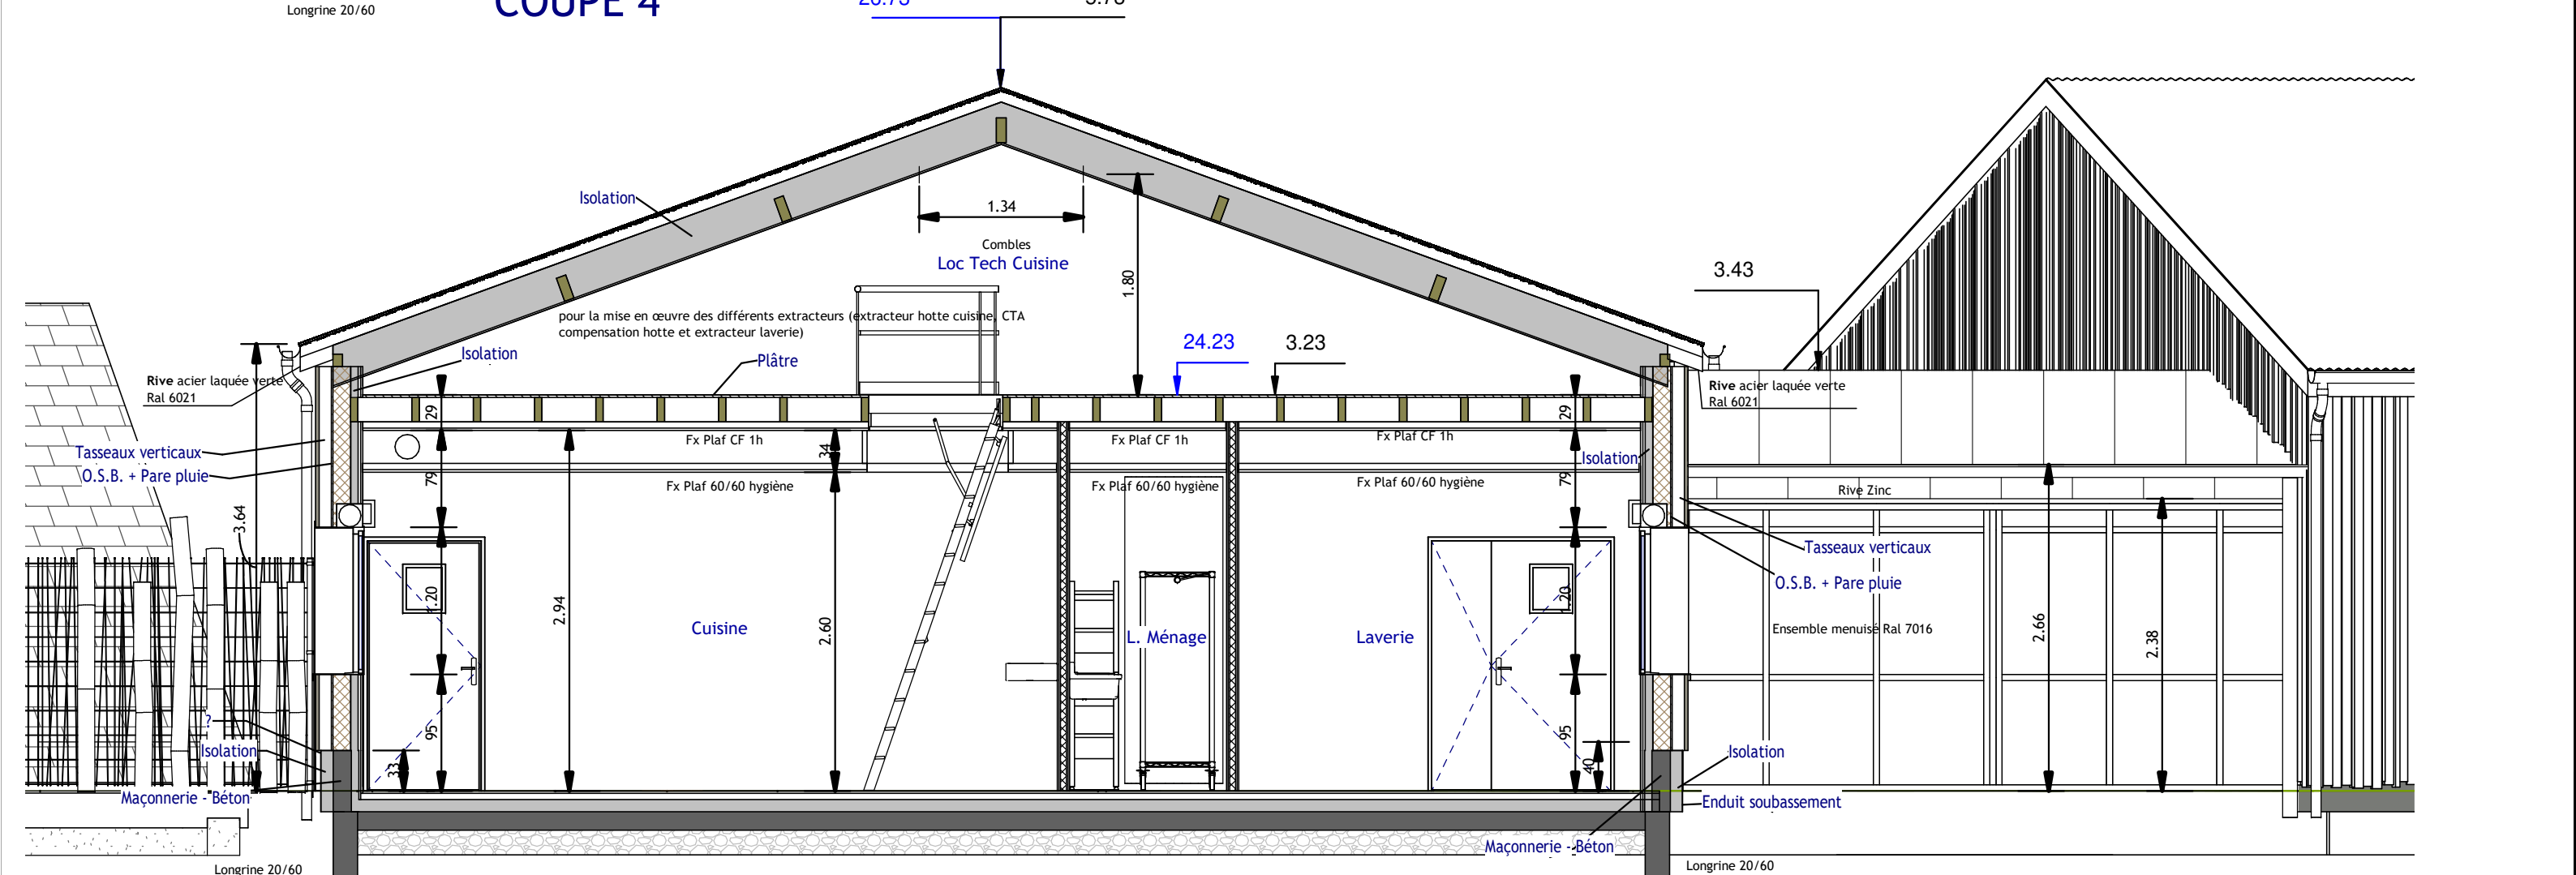 Longrine 20/60
COUPE 4
Isolation
1.34
Combles
Loc Tech Cuisine
1.80
3.43
pour la mise en œuvre des différents extracteurs (extracteur hotte cuisine, CTA
compensation hotte et extracteur laverie)
24.23
3.23
Isolation
Plâtre
Rive acier laquée verte
Ral 6021
Rive acier laquée verte
Ral 6021
29
29
Fx Plaf CF 1h
Fx Plaf CF 1h
Fx Plaf CF 1h
34
Tasseaux verticaux
O.S.B. + Pare pluie
Isolation
79
79
Fx Plaf 60/60 hygiène
Fx Plaf 60/60 hygiène
Fx Plaf 60/60 hygiène
Rive Zinc
3.64
Tasseaux verticaux
O.S.B. + Pare pluie
2.94
2.60
Cuisine
L. Ménage
Laverie
Ensemble menuisé Ral 7016
2.66
2.38
?
95
95
Isolation
33
40
Isolation
Maçonnerie - Béton
Enduit soubassement
Maçonnerie - Béton
Longrine 20/60
Longrine 20/60